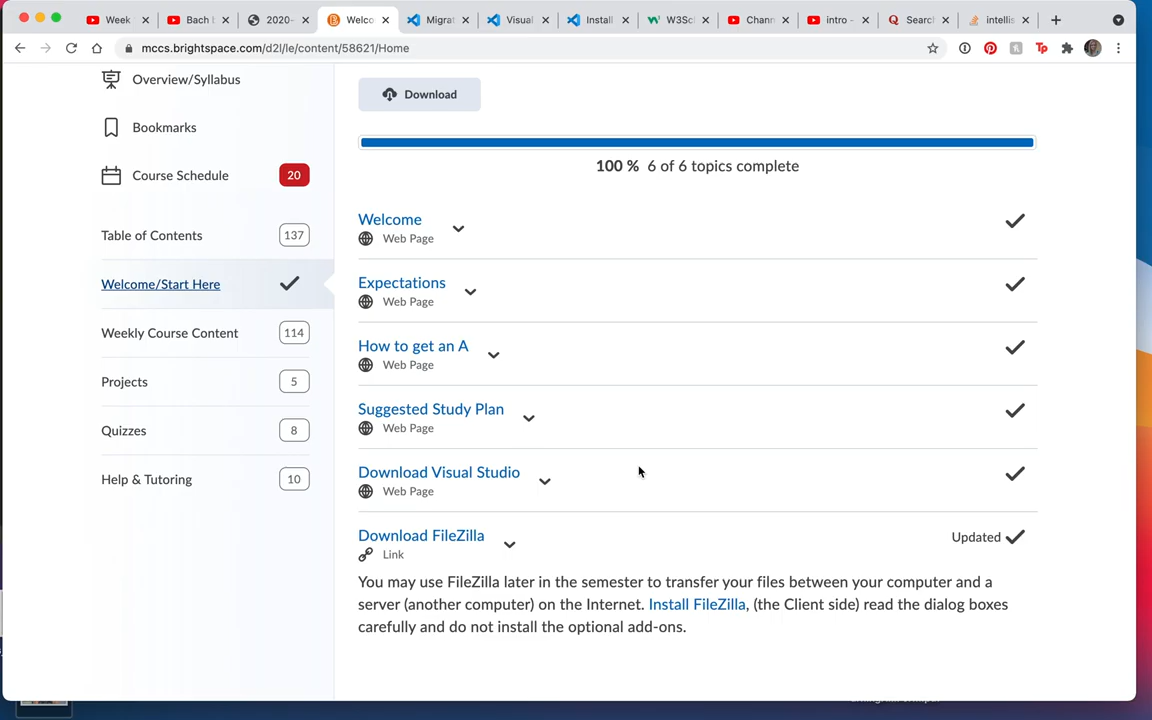 Week
Bach b
2020-
Welco
Migrat
Visual
Install
W3Sci
Chann
intro -
Search
intellis
mccs.brightspace.com/d2l/le/content/58621/Home
Overview/Syllabus
Bookmarks
Course Schedule
20
Table of Contents
137
Welcome/Start Here
Weekly Course Content
114
Projects
5
Quizzes
8
Help & Tutoring
10
Download
100 % 6 of 6 topics complete
Welcome
Web Page
Expectations
Web Page
How to get an A
Web Page
Suggested Study Plan
Web Page
Download Visual Studio
Web Page
Download FileZilla
Updated
Link
You may use FileZilla later in the semester to transfer your files between your computer and a
server (another computer) on the Internet. Install FileZilla, (the Client side) read the dialog boxes
carefully and do not install the optional add-ons.